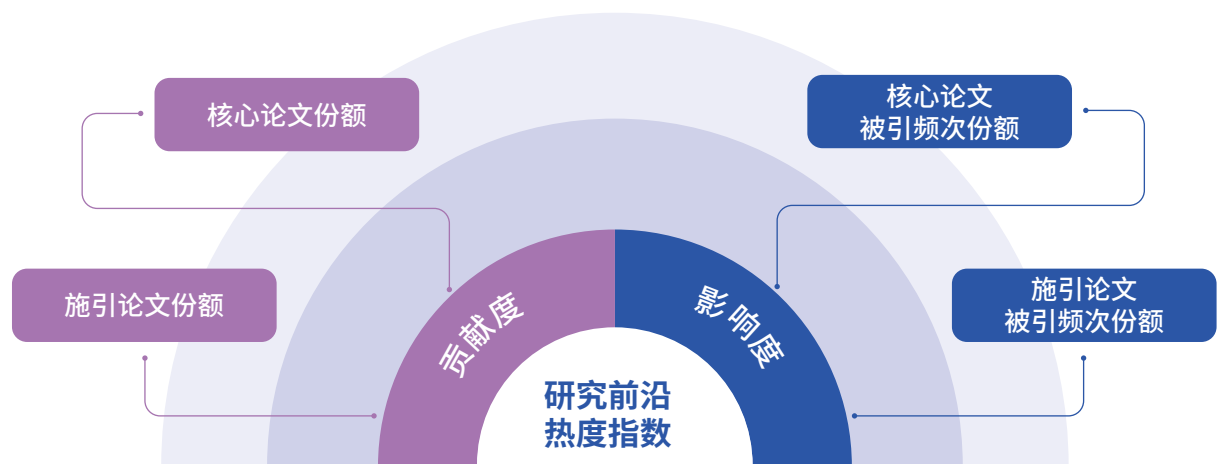 核心论文份额
核心论文
被引频次份额
施引论文份额
施引论文
被引频次份额
贡献度
影响度
研究前沿
热度指数